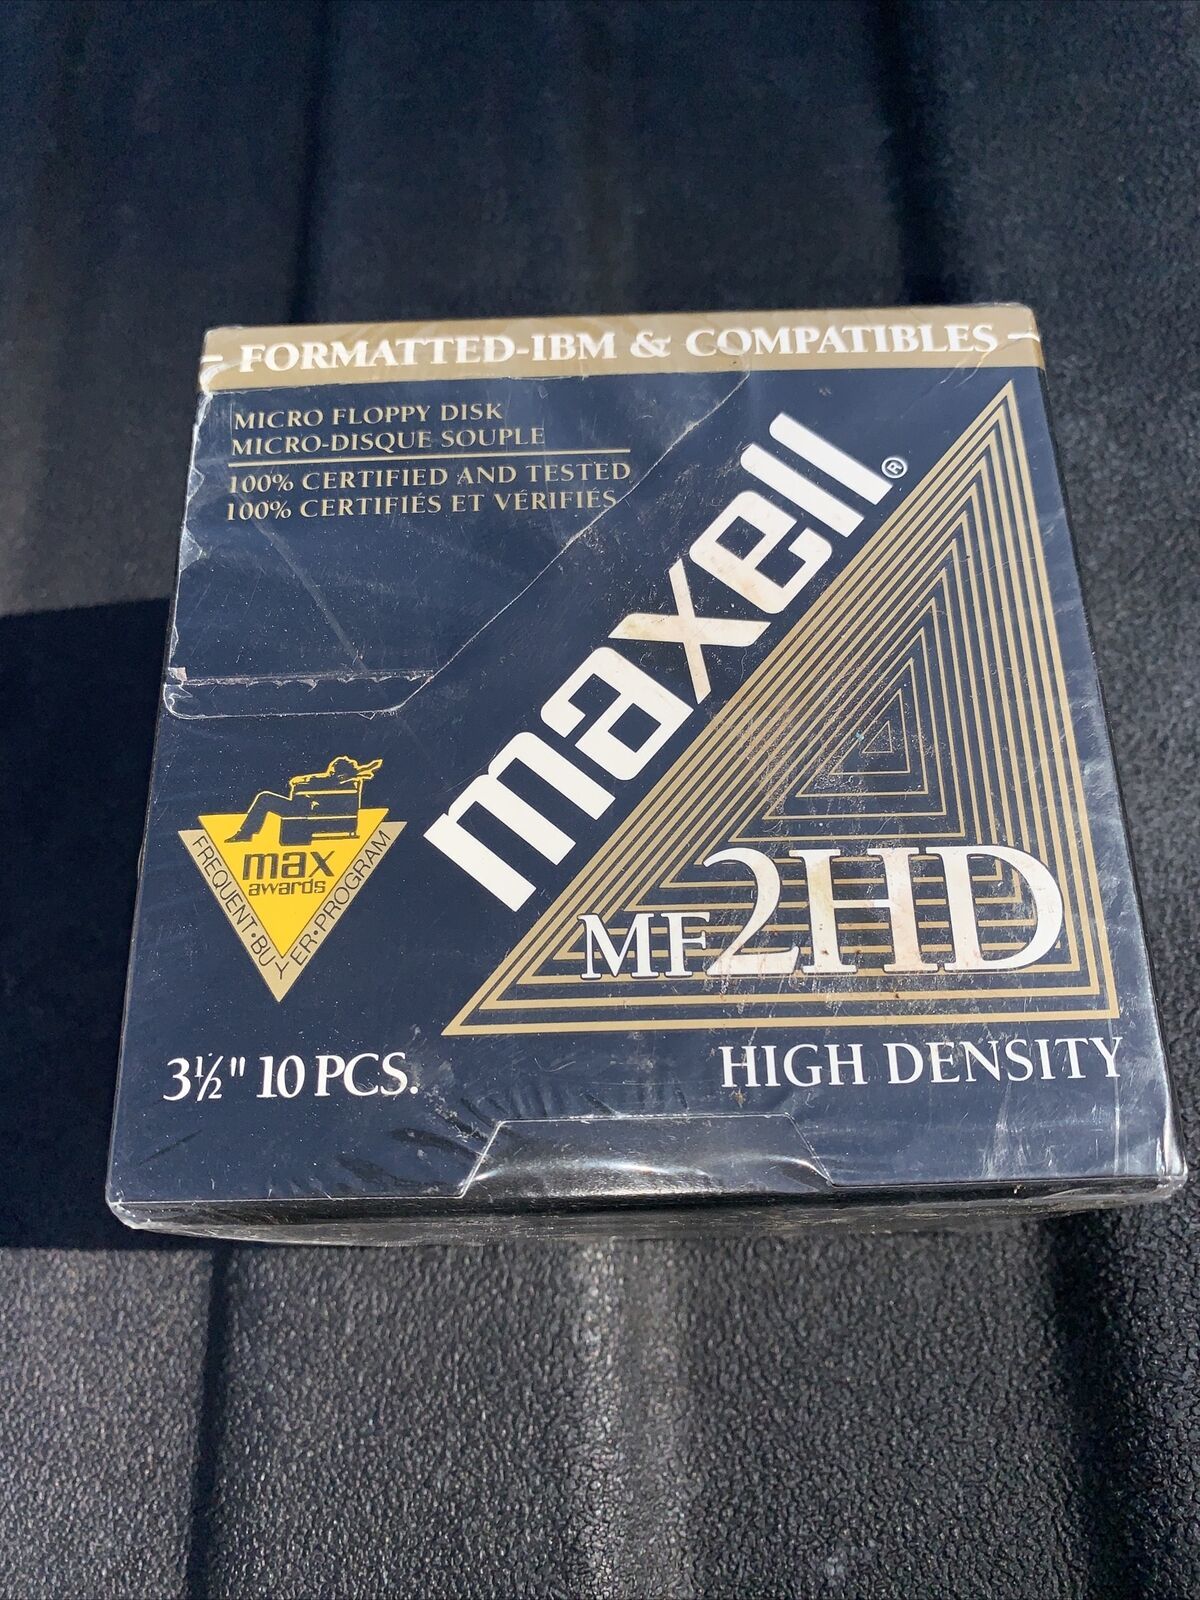 FORMATTED-IBM & COMPATIBLES
MICRO FLOPPY DISK
MICRO-DISQUE SOUPLE
100% CERTIFIED AND TESTED
100% CERTIFIÉS ET VÉRIFIÉS
maxell®
max
awards
FREQUENT·BUYER·PROGRAM
MF2HD
3½" 10 PCS.
HIGH DENSITY